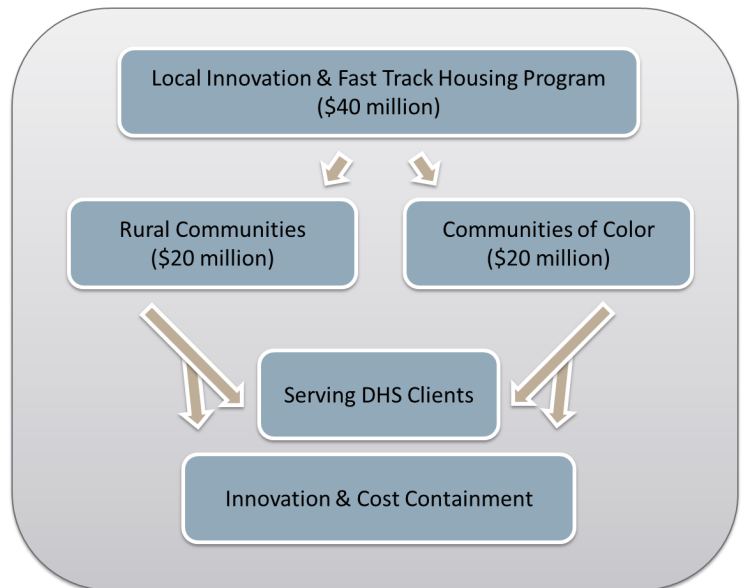 Local Innovation & Fast Track Housing Program
($40 million)
Rural Communities
($20 million)
Communities of Color
($20 million)
Serving DHS Clients
Innovation & Cost Containment